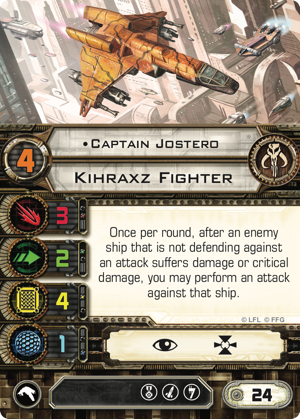 •Captain Jostero
4
Kihraxz Fighter
3
2
4
1
Once per round, after an enemy
ship that is not defending against
an attack suffers damage or critical
damage, you may perform an attack
against that ship.
© LFL © FFG
24